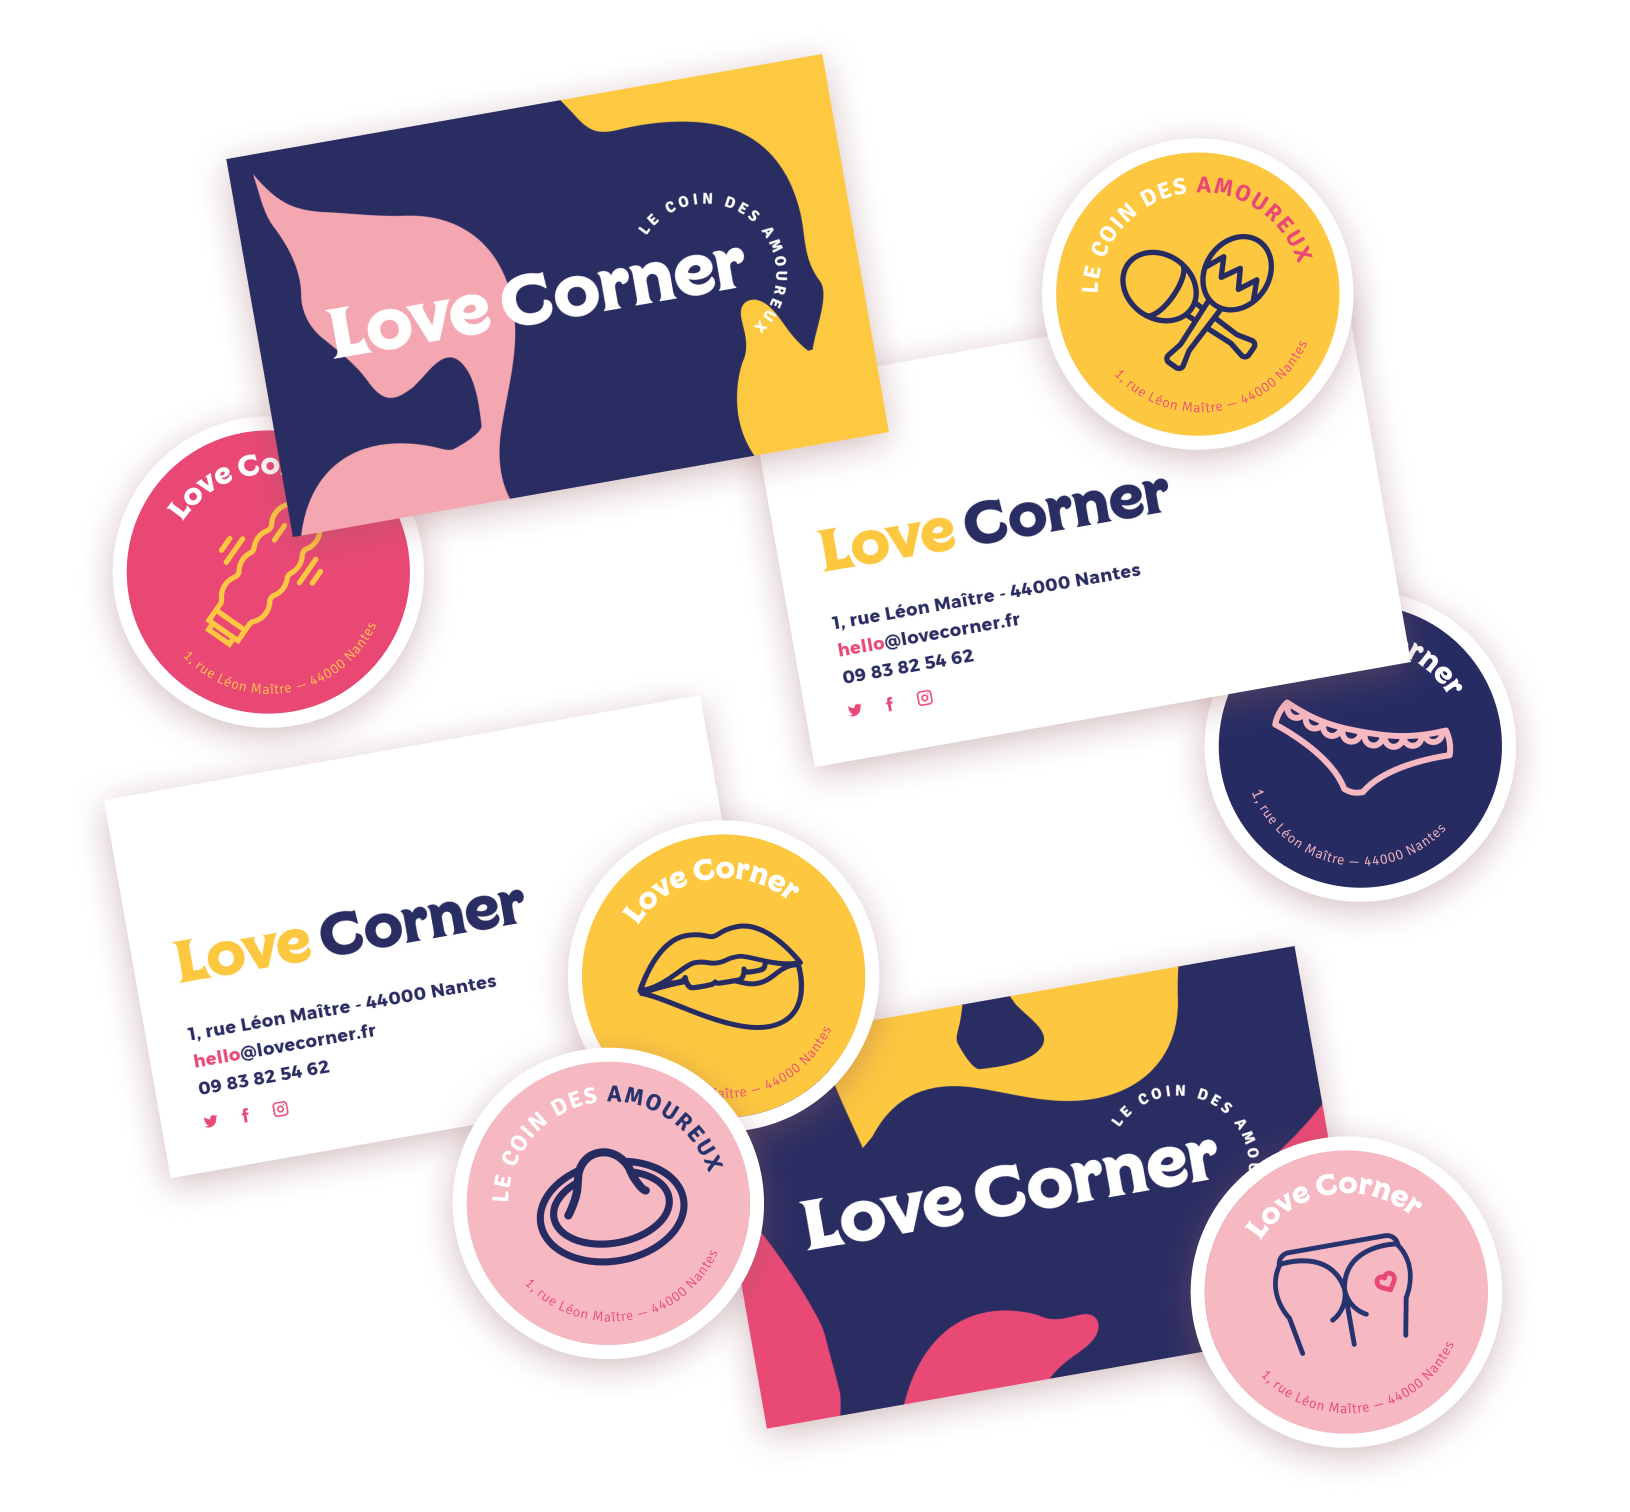 LE COIN DES AMOUREUX
Love Corner
LE COIN DES AMOUREUX
1, rue Léon Maître – 44000 Nantes
Love
1, rue Léon Maître – 44000 Nantes
Love Corner
1, rue Léon Maître - 44000 Nantes
hello@lovecorner.fr
09 83 82 54 62
1, rue Léon Maître – 44000 Nantes
Love Corner
1, rue Léon Maître - 44000 Nantes
hello@lovecorner.fr
09 83 82 54 62
Love Corner
– 44000 Nantes
LE COIN DES AMOUREUX
1, rue Léon Maître – 44000 Nantes
LE COIN DES
Love Corner
Love Corner
1, rue Léon Maître – 44000 Nantes